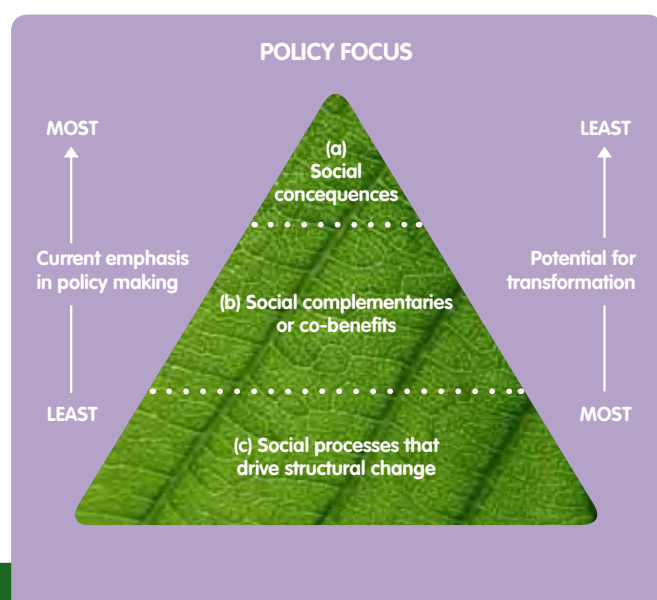 POLICY FOCUS
MOST
LEAST
(a)
Social
concequences
Current emphasis
in policy making
Potential for
transformation
(b) Social complementaries
or co-benefits
LEAST
MOST
(c) Social processes that
drive structural change